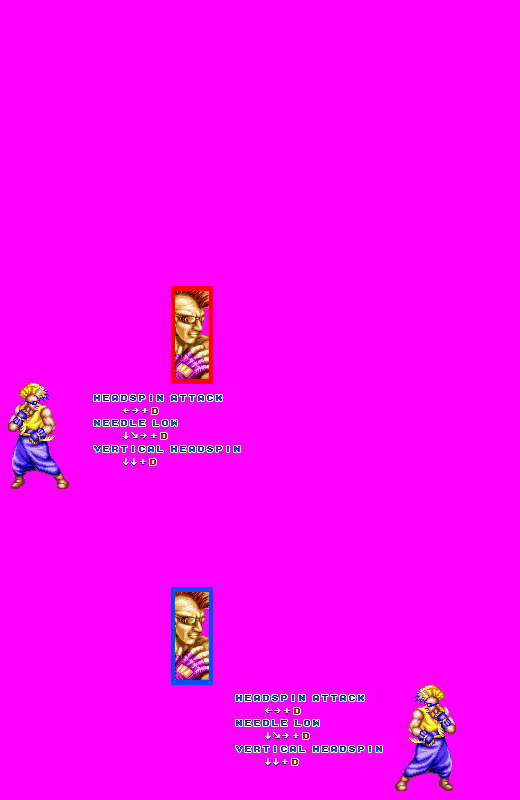 HEADSPIN ATTACK
←→+D
NEEDLE LOW
↓↘→+D
VERTICAL HEADSPIN
↓↓+D
HEADSPIN ATTACK
←→+D
NEEDLE LOW
↓↘→+D
VERTICAL HEADSPIN
↓↓+D